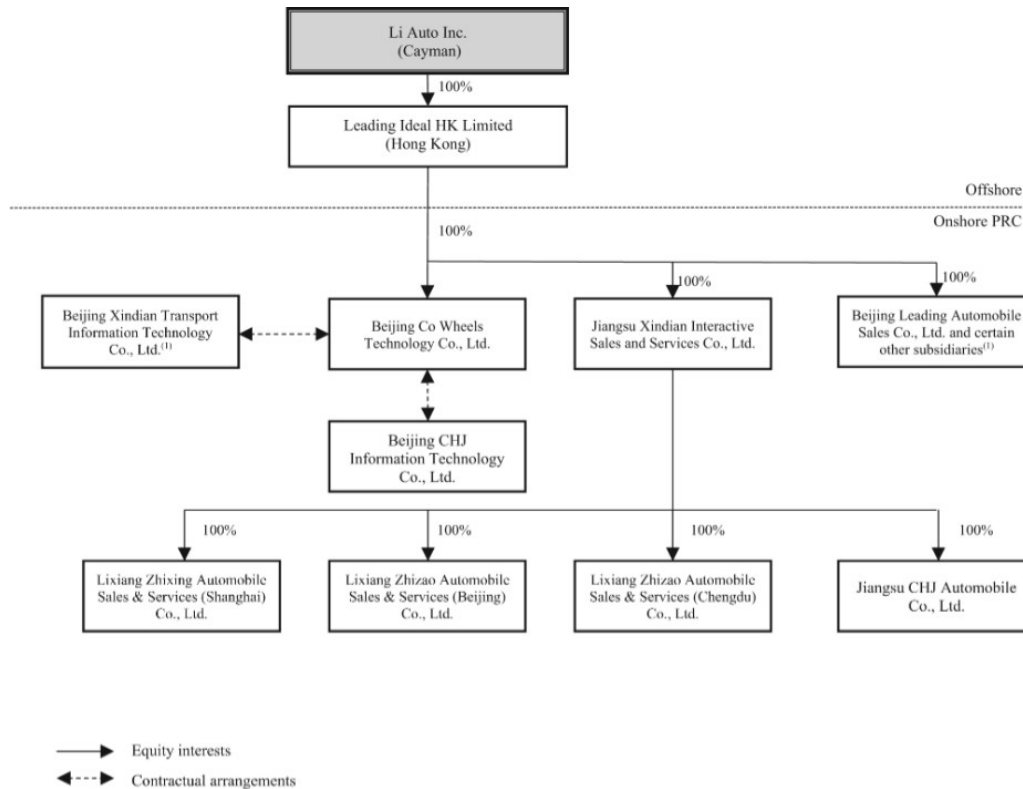 Li Auto Inc.
(Cayman)
100%
Leading Ideal HK Limited
(Hong Kong)
Offshore
Onshore PRC
100%
100%
100%
Beijing Xindian Transport
Information Technology
Co., Ltd.(1)
Beijing Co Wheels
Technology Co., Ltd.
Jiangsu Xindian Interactive
Sales and Services Co., Ltd.
Beijing Leading Automobile
Sales Co., Ltd. and certain
other subsidiaries(1)
Beijing CHJ
Information Technology
Co., Ltd.
100%
100%
100%
100%
Lixiang Zhixing Automobile
Sales & Services (Shanghai)
Co., Ltd.
Lixiang Zhizao Automobile
Sales & Services (Beijing)
Co., Ltd.
Lixiang Zhizao Automobile
Sales & Services (Chengdu)
Co., Ltd.
Jiangsu CHJ Automobile
Co., Ltd.
Equity interests
Contractual arrangements